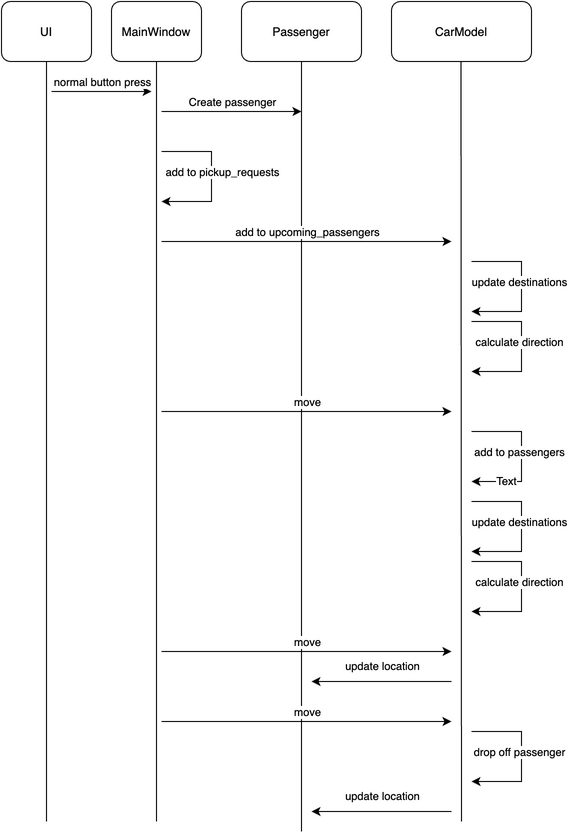 UI
MainWindow
Passenger
CarModel
normal button press
Create passenger
add to pickup_requests
add to upcoming_passengers
update destinations
calculate direction
move
add to passengers
Text
update destinations
calculate direction
move
update location
move
drop off passenger
update location